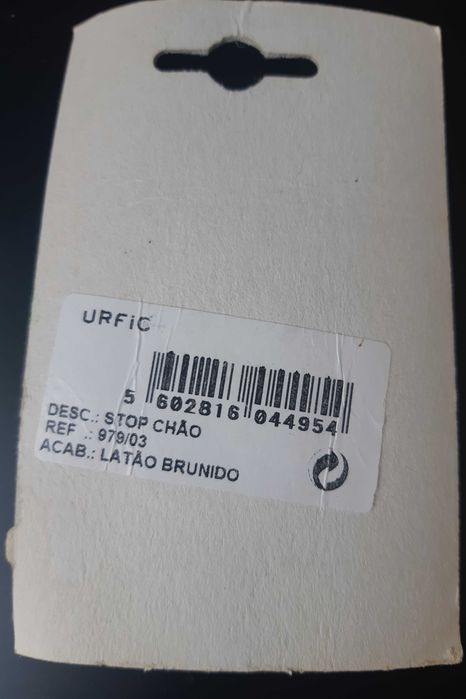 URFiC
5 602816 044954
DESC.: STOP CHÃO
REF .: 979/03
ACAB.: LATÃO BRUNIDO